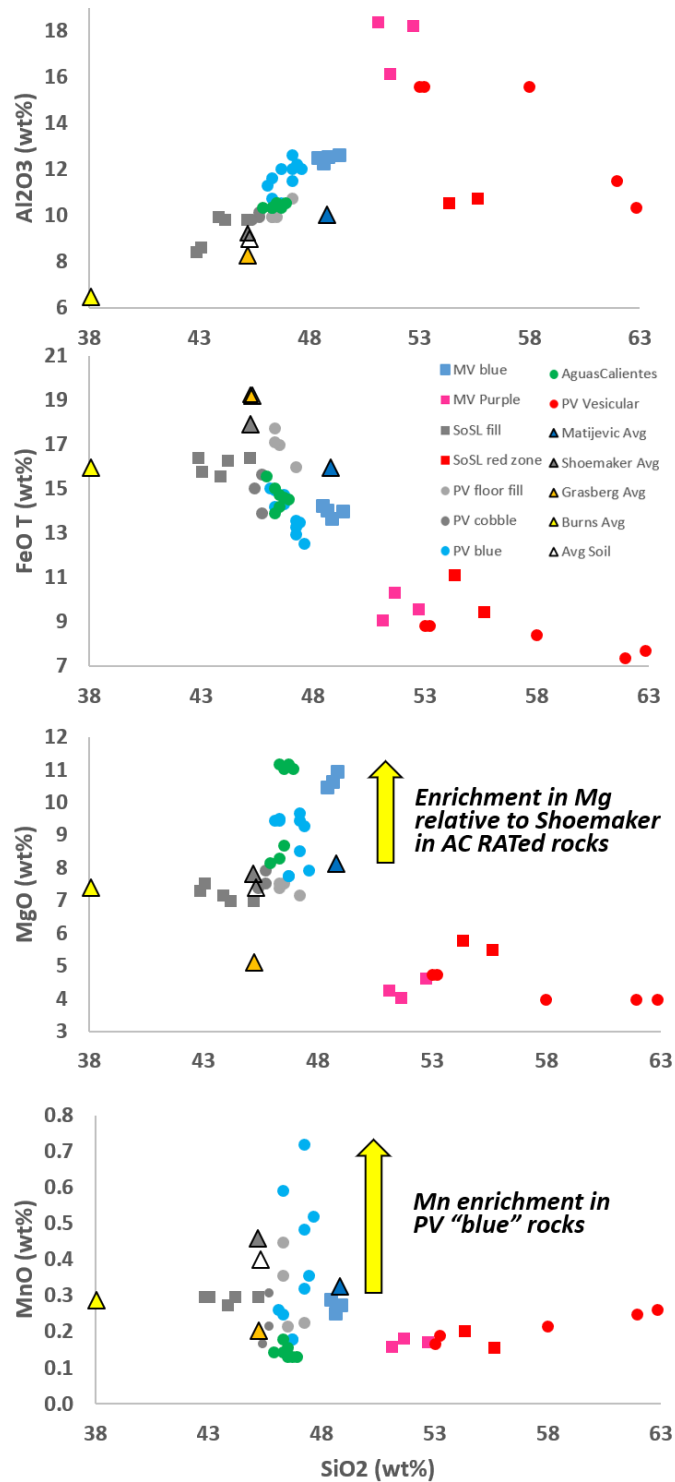 18
16
14
12
10
8
6
Al2O3 (wt%)
38 43 48 53 58 63
21
19
17
15
13
11
9
7
FeO T (wt%)
MV blue
MV Purple
SoSL fill
SoSL red zone
PV floor fill
PV cobble
PV blue
AguasCalientes
PV Vesicular
Matijevic Avg
Shoemaker Avg
Grasberg Avg
Burns Avg
Avg Soil
38 43 48 53 58 63
12
11
10
9
8
7
6
5
4
3
MgO (wt%)
Enrichment in Mg
relative to Shoemaker
in AC RATed rocks
38 43 48 53 58 63
0.8
0.7
0.6
0.5
0.4
0.3
0.2
0.1
0.0
MnO (wt%)
Mn enrichment in
PV “blue” rocks
38 43 48 53 58 63
SiO2 (wt%)